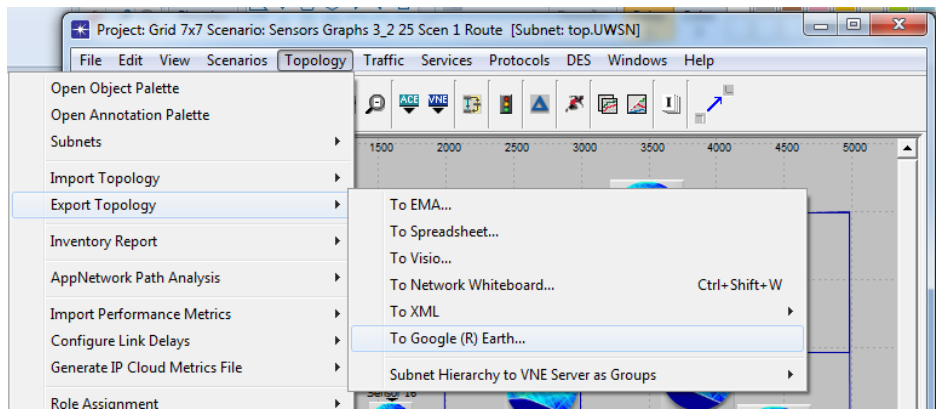 Project: Grid 7x7 Scenario: Sensors Graphs 3_2 25 Scen 1 Route [Subnet: top.UWSN]
File Edit View Scenarios Topology Traffic Services Protocols DES Windows Help
Open Object Palette
Open Annotation Palette
Subnets
Import Topology
Export Topology
Inventory Report
AppNetwork Path Analysis
Import Performance Metrics
Configure Link Delays
Generate IP Cloud Metrics File
Role Assignment
ACE VNE
1500 2000 2500 3000 3500 4000 4500 5000
To EMA...
To Spreadsheet...
To Visio...
To Network Whiteboard... Ctrl+Shift+W
To XML
To Google (R) Earth...
Subnet Hierarchy to VNE Server as Groups
Sensor 16